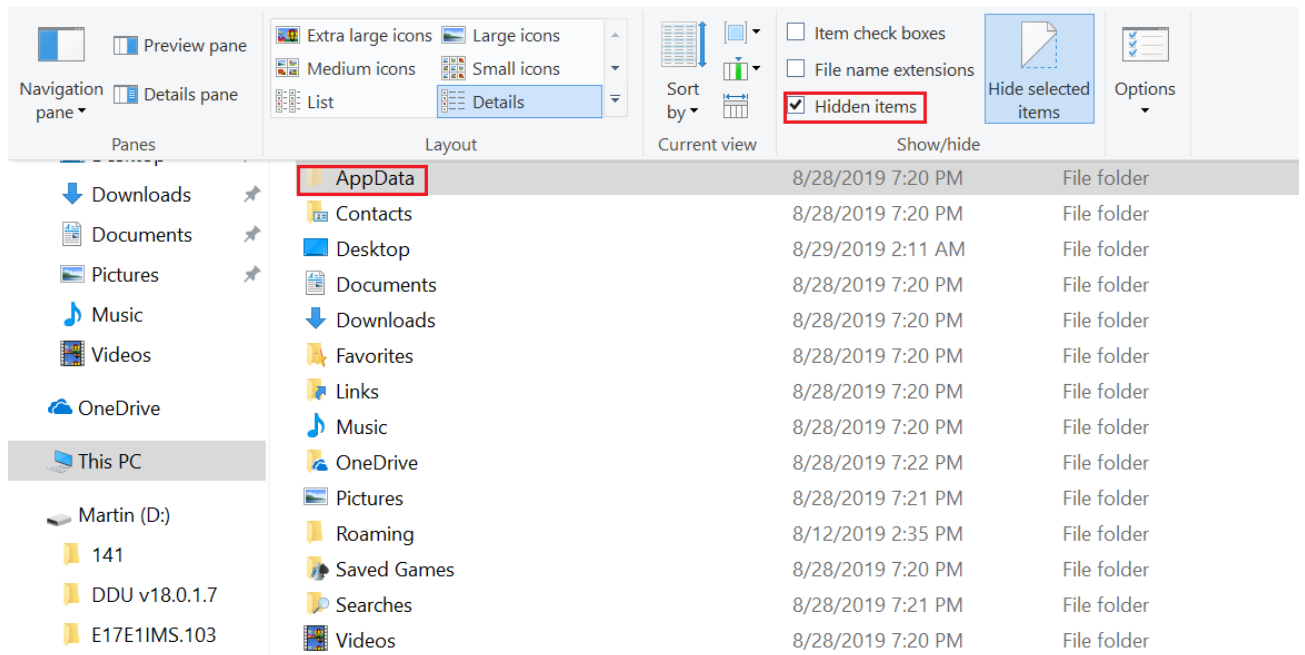 Navigation pane
Preview pane
Details pane
Panes
Extra large icons
Large icons
Medium icons
Small icons
List
Details
Layout
Sort by
Current view
Item check boxes
File name extensions
Hidden items
Hide selected items
Show/hide
Options
Downloads
Documents
Pictures
Music
Videos
OneDrive
This PC
Martin (D:)
141
DDU v18.0.1.7
E17E1IMS.103
AppData 8/28/2019 7:20 PM File folder
Contacts 8/28/2019 7:20 PM File folder
Desktop 8/29/2019 2:11 AM File folder
Documents 8/28/2019 7:20 PM File folder
Downloads 8/28/2019 7:20 PM File folder
Favorites 8/28/2019 7:20 PM File folder
Links 8/28/2019 7:20 PM File folder
Music 8/28/2019 7:20 PM File folder
OneDrive 8/28/2019 7:22 PM File folder
Pictures 8/28/2019 7:21 PM File folder
Roaming 8/12/2019 2:35 PM File folder
Saved Games 8/28/2019 7:20 PM File folder
Searches 8/28/2019 7:21 PM File folder
Videos 8/28/2019 7:20 PM File folder